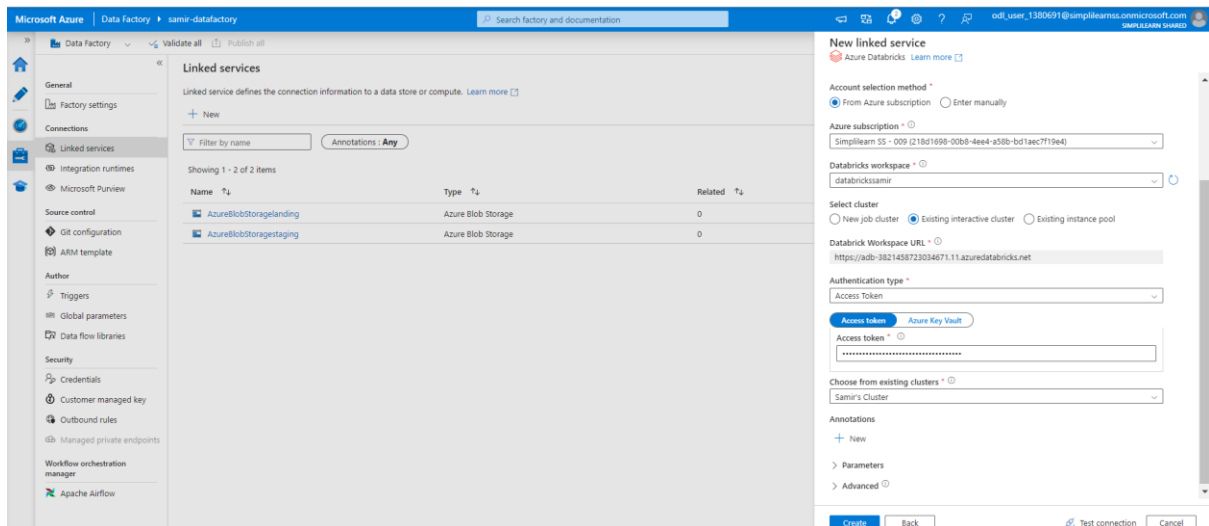 Microsoft Azure | Data Factory ▸ samir-datafactory
Search factory and documentation
odl_user_1380691@simplilearnss.onmicrosoft.com
SIMPLILEARN SHARED
Data Factory
Validate all
Publish all
General
Factory settings
Connections
Linked services
Integration runtimes
Microsoft Purview
Source control
Git configuration
ARM template
Author
Triggers
Global parameters
Data flow libraries
Security
Credentials
Customer managed key
Outbound rules
Managed private endpoints
Workflow orchestration
manager
Apache Airflow
Linked services
Linked service defines the connection information to a data store or compute. Learn more
+ New
Filter by name
Annotations : Any
Showing 1 - 2 of 2 items
Name Type Related
AzureBlobStoragelanding Azure Blob Storage 0
AzureBlobStoragestaging Azure Blob Storage 0
New linked service
Azure Databricks Learn more
Account selection method *
From Azure subscription Enter manually
Azure subscription *
Simplilearn SS - 009 (218d1698-00b8-4ee4-a58b-bd1aec7f19e4)
Databricks workspace *
databrickssamir
Select cluster
New job cluster Existing interactive cluster Existing instance pool
Databrick Workspace URL *
https://adb-3821458723034671.11.azuredatabricks.net
Authentication type *
Access Token
Access token Azure Key Vault
Access token *
••••••••••••••••••••••••••••••••••••
Choose from existing clusters *
Samir's Cluster
Annotations
+ New
> Parameters
> Advanced
Create Back Test connection Cancel